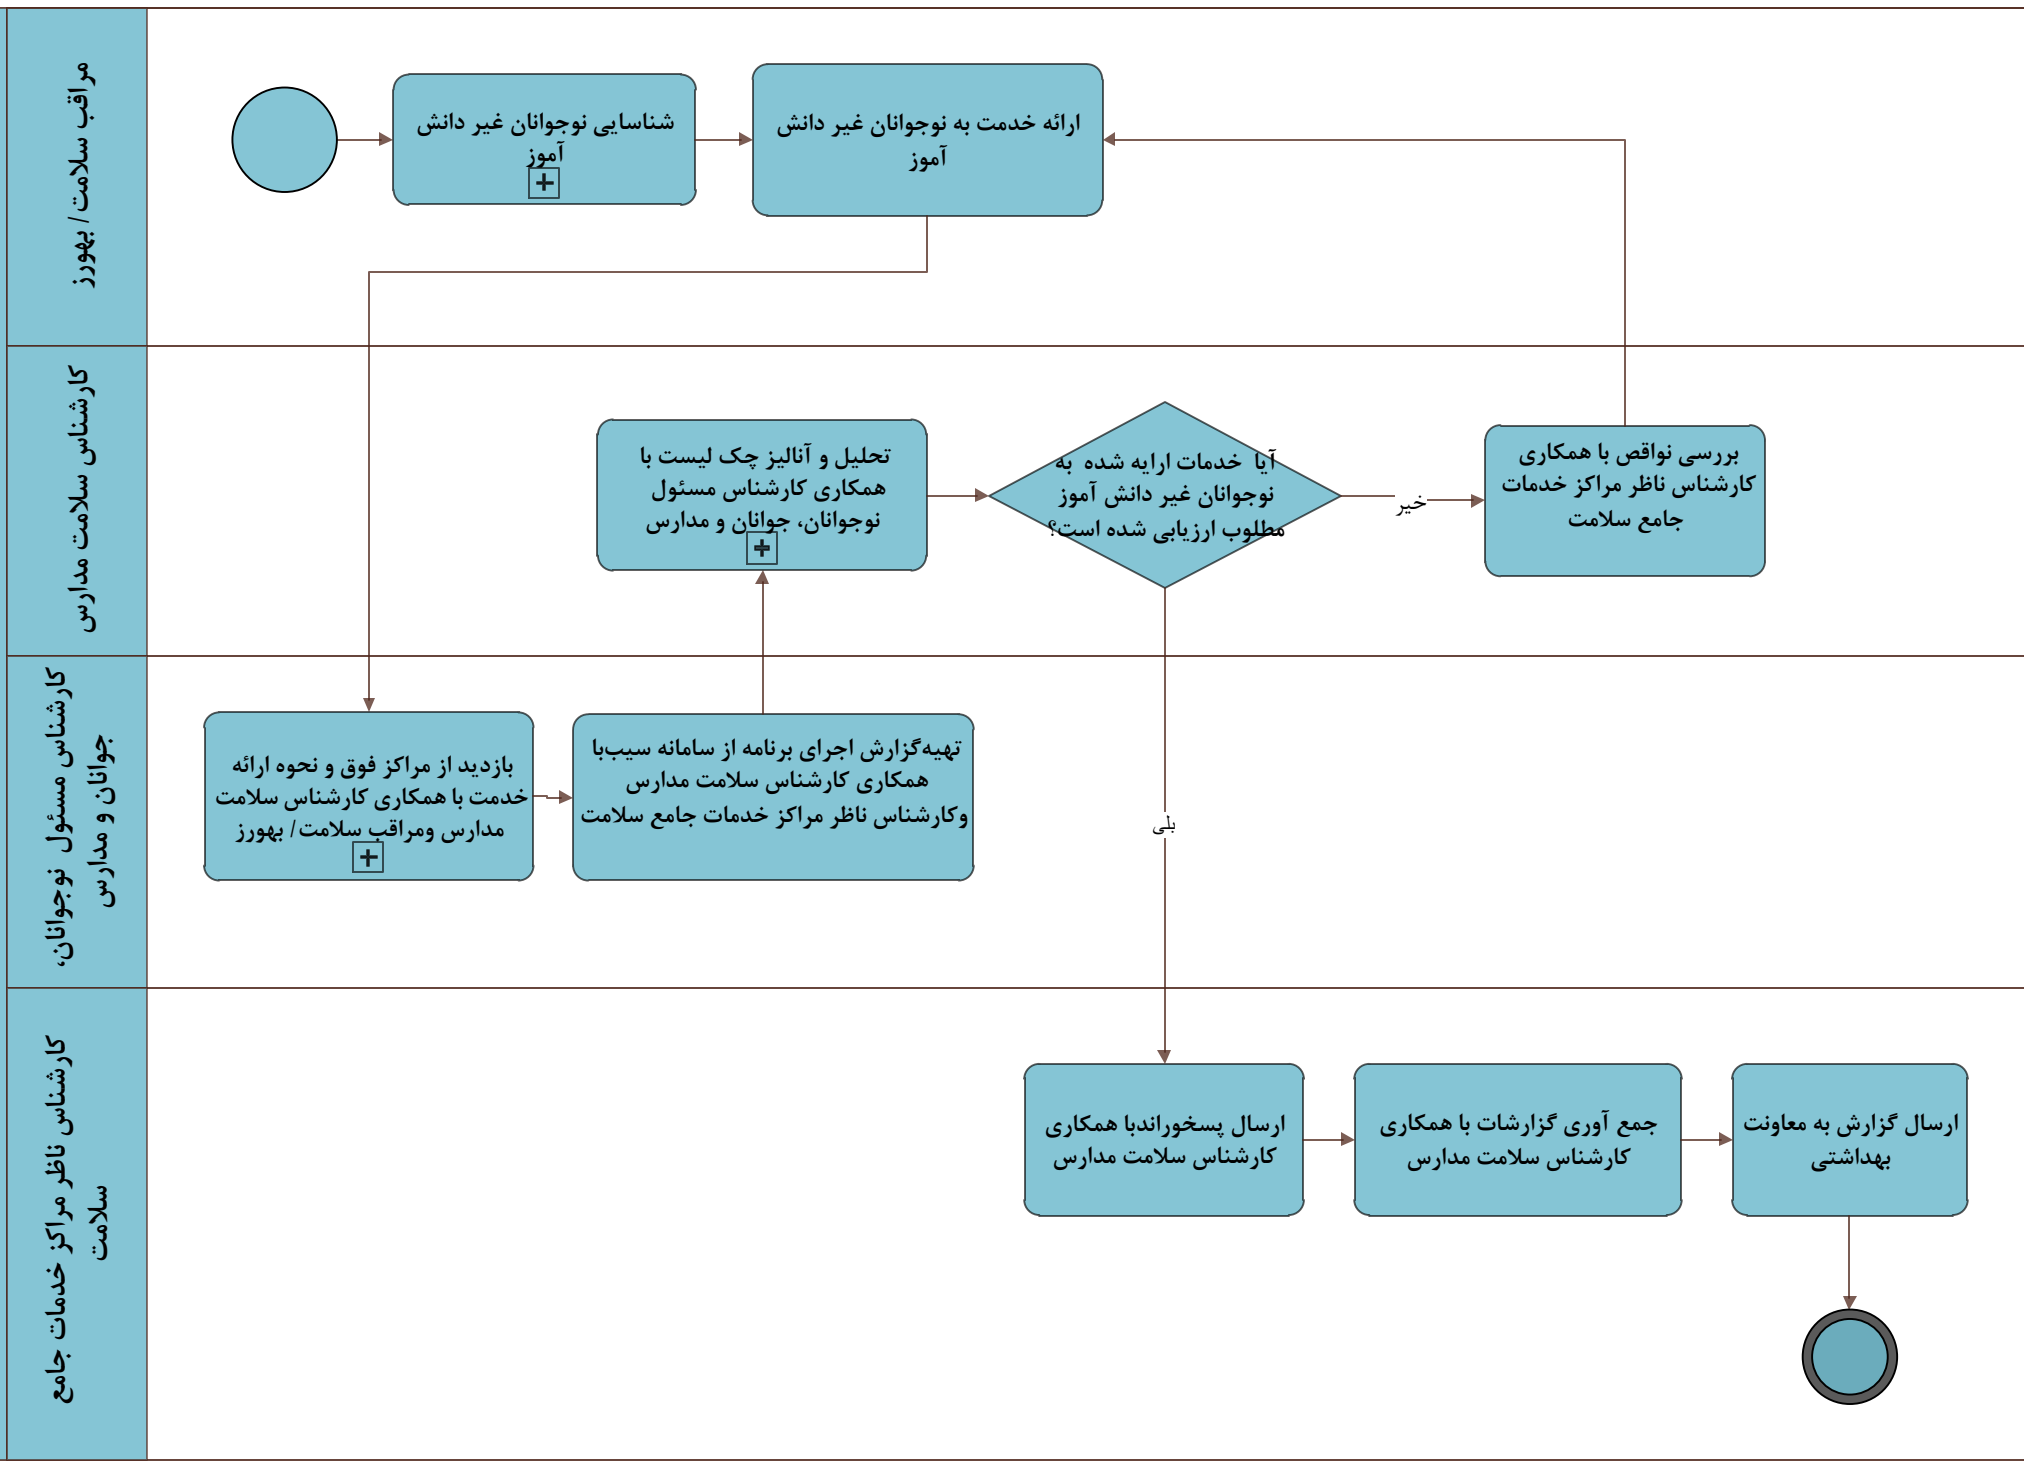 مراقب سلامت/ بهورز
شناسایی نوجوانان غیر دانش
آموز
ارائه خدمت به نوجوانان غیر دانش
آموز
کارشناس سلامت مدارس
تحلیل و آنالیز چک لیست با
همکاری کارشناس مسئول
نوجوانان، جوانان و مدارس
آیا خدمات ارایه شده به
نوجوانان غیر دانش آموز
مطلوب ارزیابی شده است؟
خیر
بررسی نواقص با همکاری
کارشناس ناظر مراکز خدمات
جامع سلامت
کارشناس مسئول نوجوانان،
جوانان و مدارس
بازدید از مراکز فوق و نحوه ارائه
خدمت با همکاری کارشناس سلامت
مدارس ومراقب سلامت/ بهورز
تهیه‌گزارش اجرای برنامه از سامانه سیب‌با
همکاری کارشناس سلامت مدارس
وکارشناس ناظر مراکز خدمات جامع سلامت
بلی
کارشناس ناظر مراکز خدمات جامع
سلامت
ارسال پسخوراندبا همکاری
کارشناس سلامت مدارس
جمع آوری گزارشات با همکاری
کارشناس سلامت مدارس
ارسال گزارش به معاونت
بهداشتی